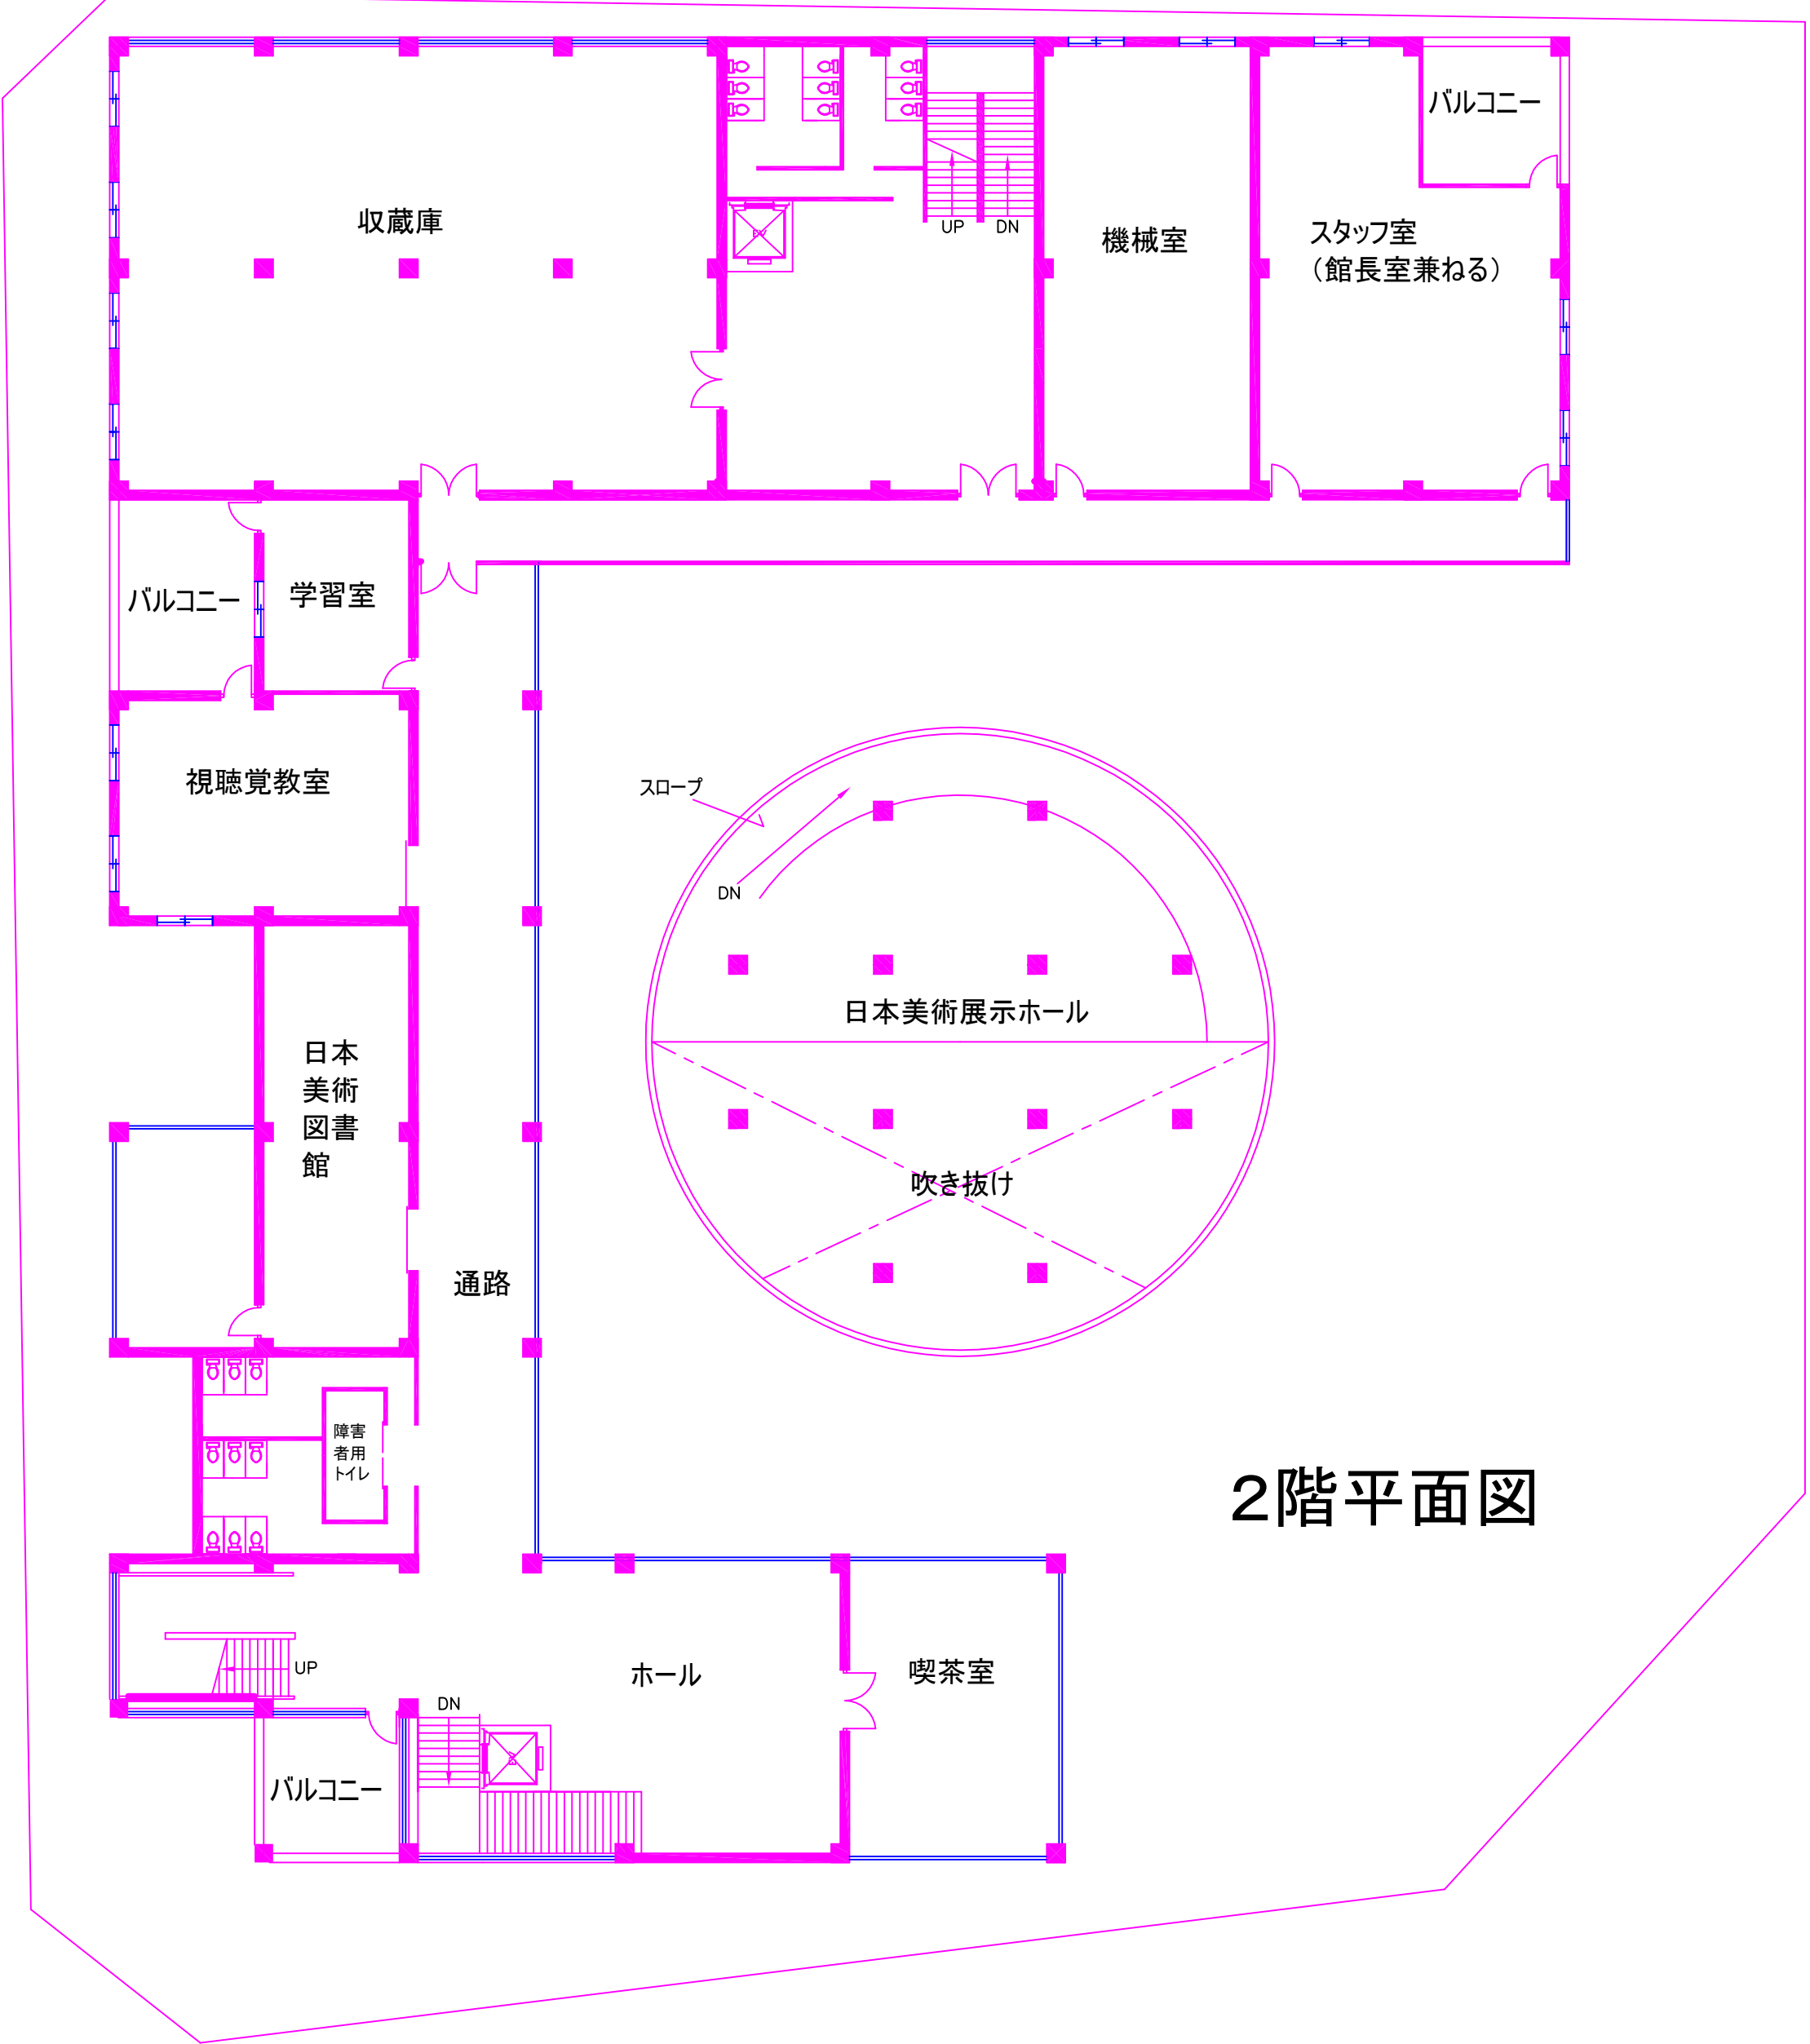 バルコニー
収蔵庫
UP
DN
機械室
スタッフ室
（館長室兼ねる）
EV
バルコニー
学習室
視聴覚教室
スロープ
DN
日本美術展示ホール
日本
美術
図書
館
吹き抜け
通路
障害
者用
トイレ
２階平面図
UP
ホール
喫茶室
DN
EV
バルコニー